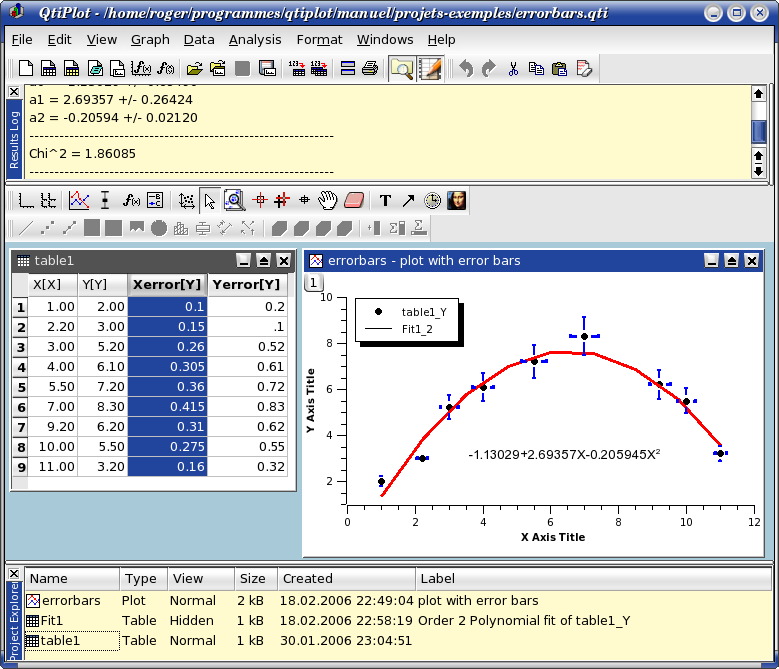 QtiPlot - /home/roger/programmes/qtiplot/manuel/projets-exemples/errorbars.qti
File Edit View Graph Data Analysis Format Windows Help
Results Log
a1 = 2.69357 +/- 0.26424
a2 = -0.20594 +/- 0.02120
---------------------------------------------------------------
Chi^2 = 1.86085
---------------------------------------------------------------
table1
X[X] Y[Y] Xerror[Y] Yerror[Y]
1 1.00 2.00 0.1 0.2
2 2.20 3.00 0.15 .1
3 3.00 5.20 0.26 0.52
4 4.00 6.10 0.305 0.61
5 5.50 7.20 0.36 0.72
6 7.00 8.30 0.415 0.83
7 9.20 6.20 0.31 0.62
8 10.00 5.50 0.275 0.55
9 11.00 3.20 0.16 0.32
errorbars - plot with error bars
1
table1_Y
Fit1_2
Y Axis Title
10
8
6
4
2
-1.13029+2.69357X-0.205945X²
0 2 4 6 8 10 12
X Axis Title
Project Explorer
Name Type View Size Created Label
errorbars Plot Normal 2 kB 18.02.2006 22:49:04 plot with error bars
Fit1 Table Hidden 1 kB 18.02.2006 22:58:19 Order 2 Polynomial fit of table1_Y
table1 Table Normal 1 kB 30.01.2006 23:04:51